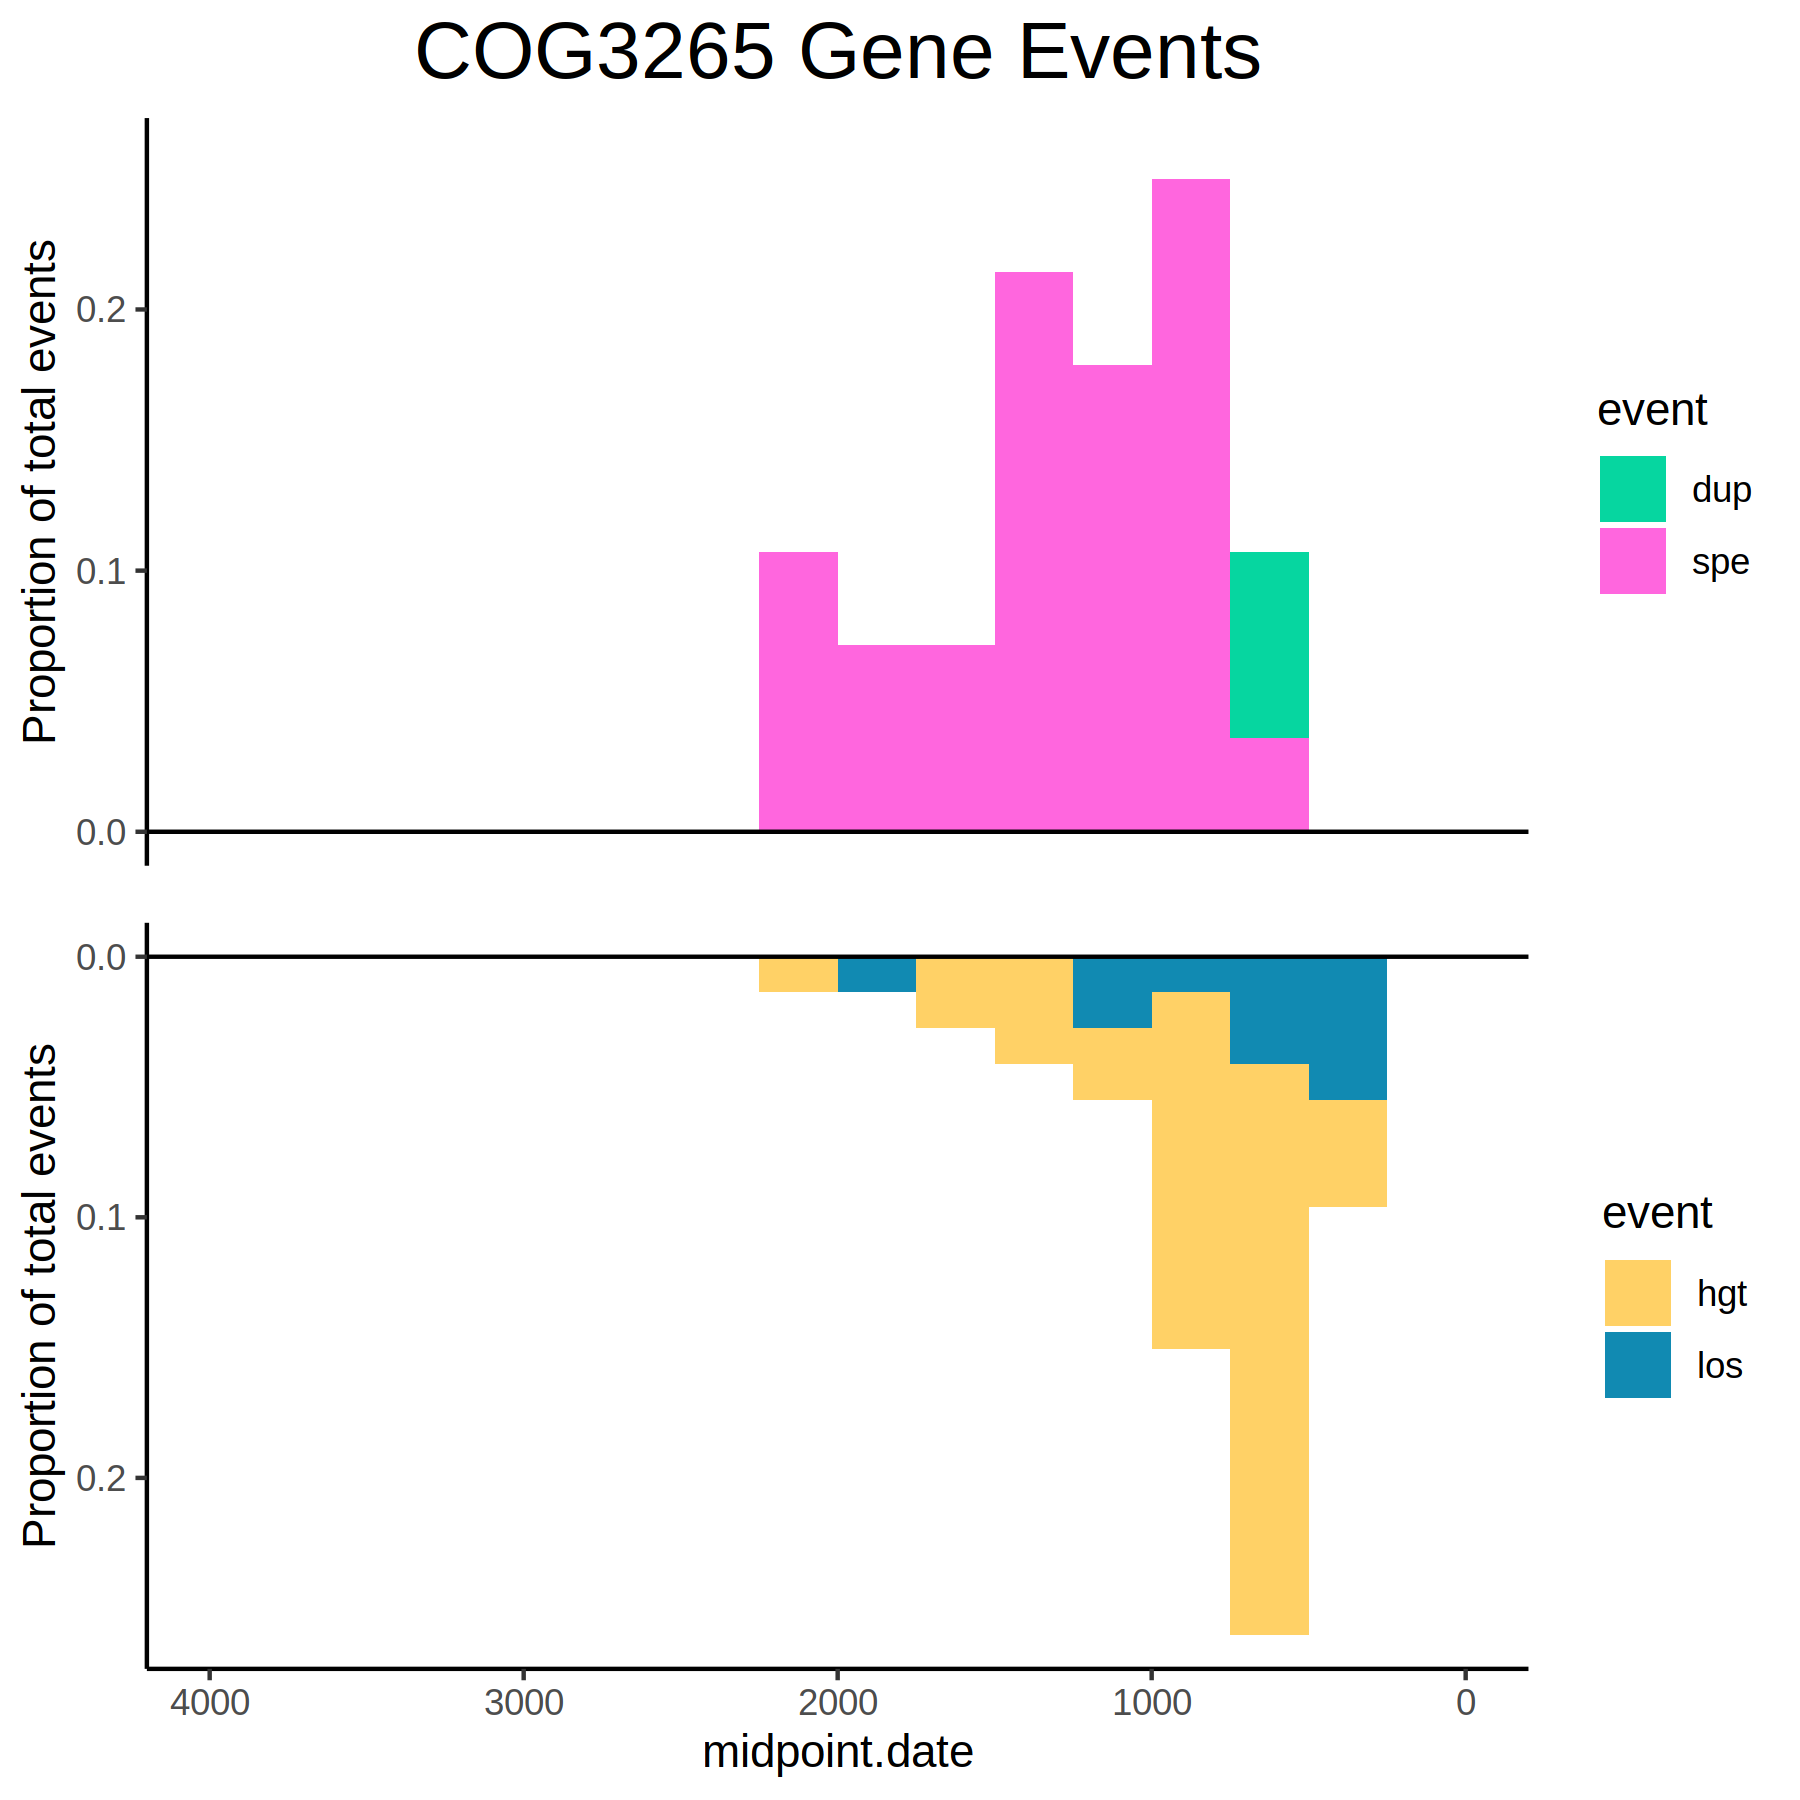 COG3265 Gene Events
Proportion of total events
0.2
0.1
0.0
event
dup
spe
Proportion of total events
0.0
0.1
0.2
event
hgt
los
4000 3000 2000 1000 0
midpoint.date